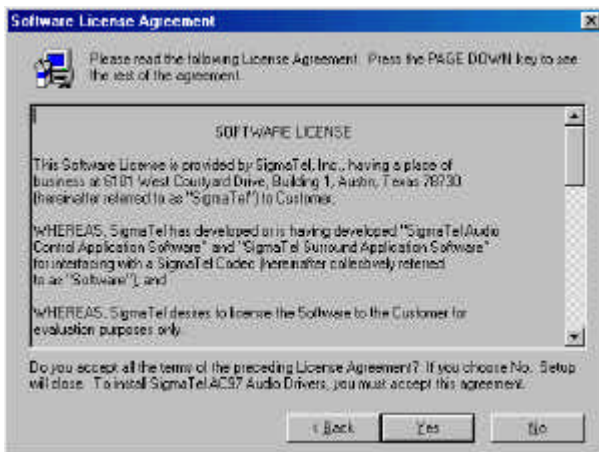 Software License Agreement
Please read the following License Agreement. Press the PAGE DOWN key to see
the rest of the agreement.
SOFTWARE LICENSE
This Software License is provided by SigmaTel, Inc., having a place of
business at 6101 West Courtyard Drive, Building 1, Austin, Texas 78730
(hereinafter referred to as "SigmaTel") to Customer;
WHEREAS, SigmaTel has developed or is having developed "SigmaTel Audio
Control Application Software" and "SigmaTel Surround Application Software"
for interfacing with a SigmaTel Codec (hereinafter collectively referred
to as "Software"), and
WHEREAS, SigmaTel desires to license the Software to the Customer for
evaluation purposes only.
Do you accept all the terms of the preceding License Agreement? If you choose No, Setup
will close. To install SigmaTel AC97 Audio Drivers, you must accept this agreement.
< Back
Yes
No